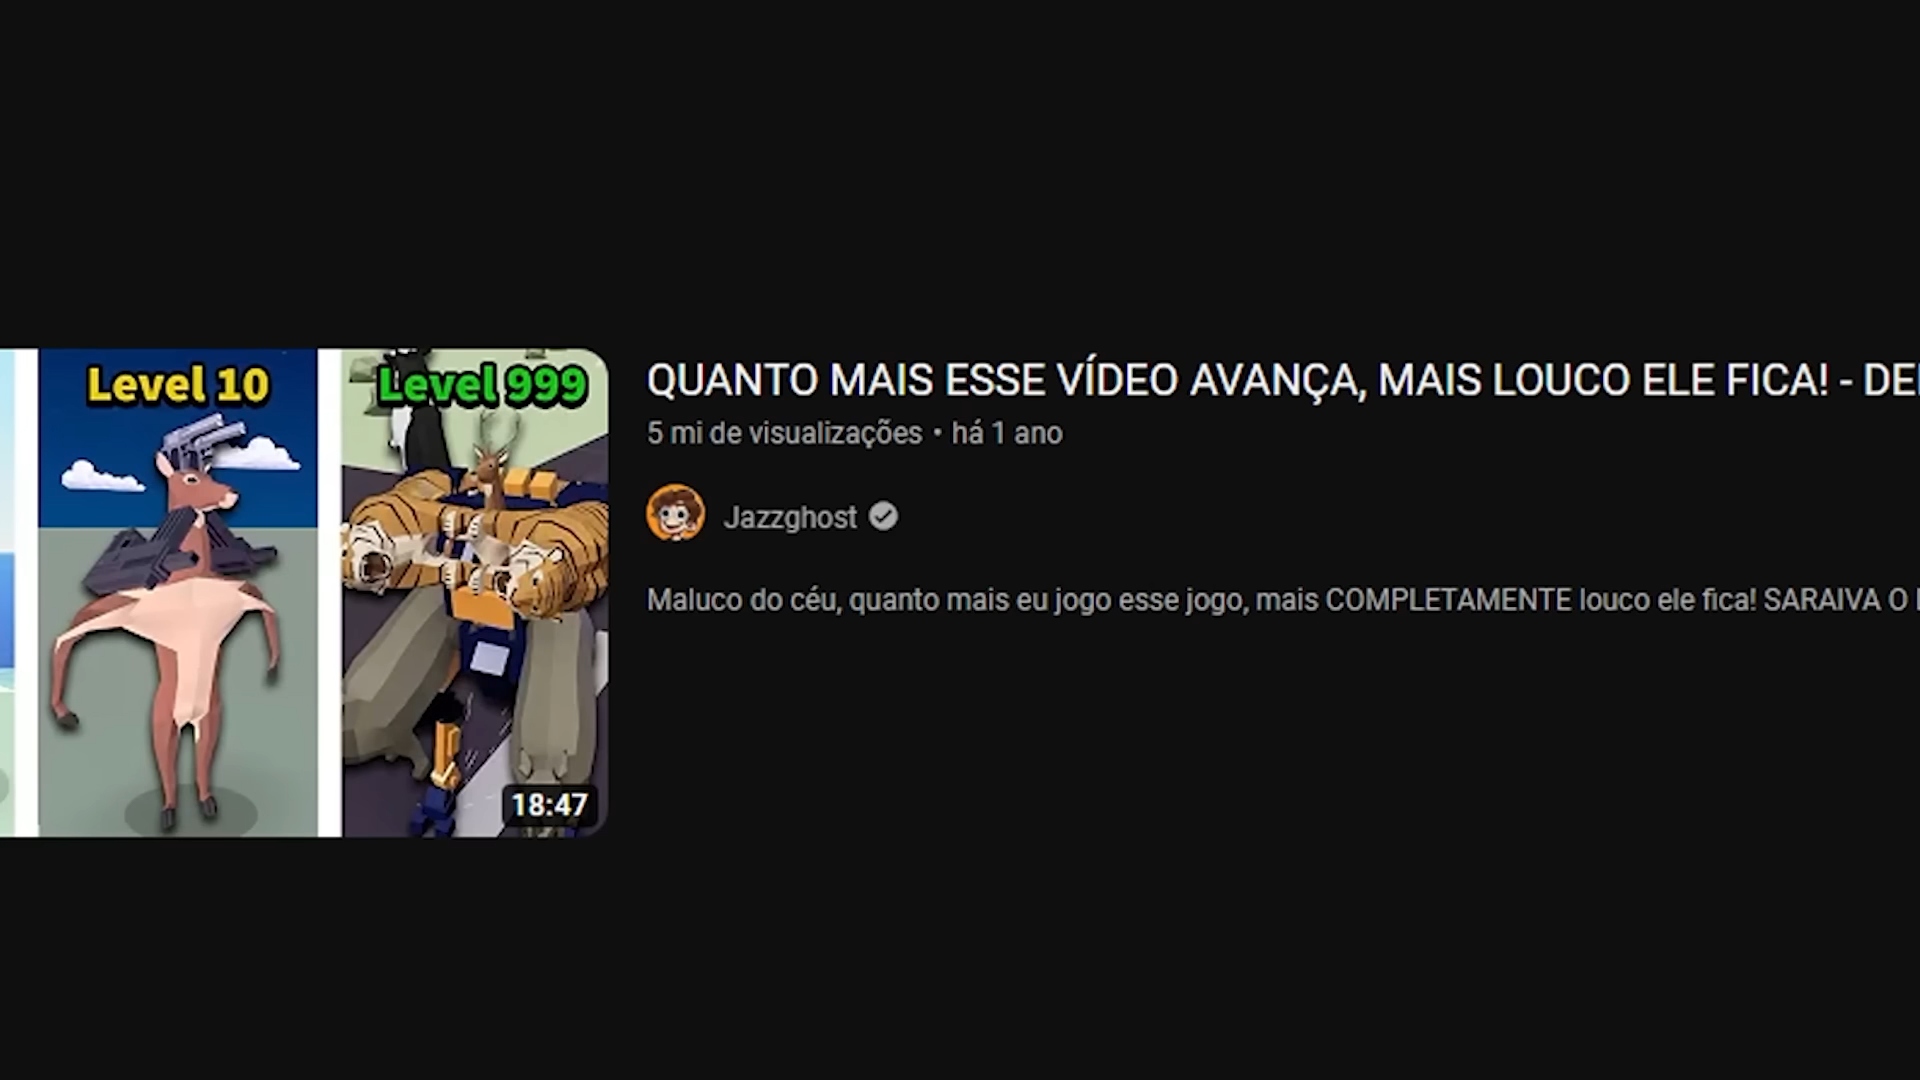 Level 10
Level 999
18:47
QUANTO MAIS ESSE VÍDEO AVANÇA, MAIS LOUCO ELE FICA! - DE
5 mi de visualizações • há 1 ano
Jazzghost
Maluco do céu, quanto mais eu jogo esse jogo, mais COMPLETAMENTE louco ele fica! SARAIVA O